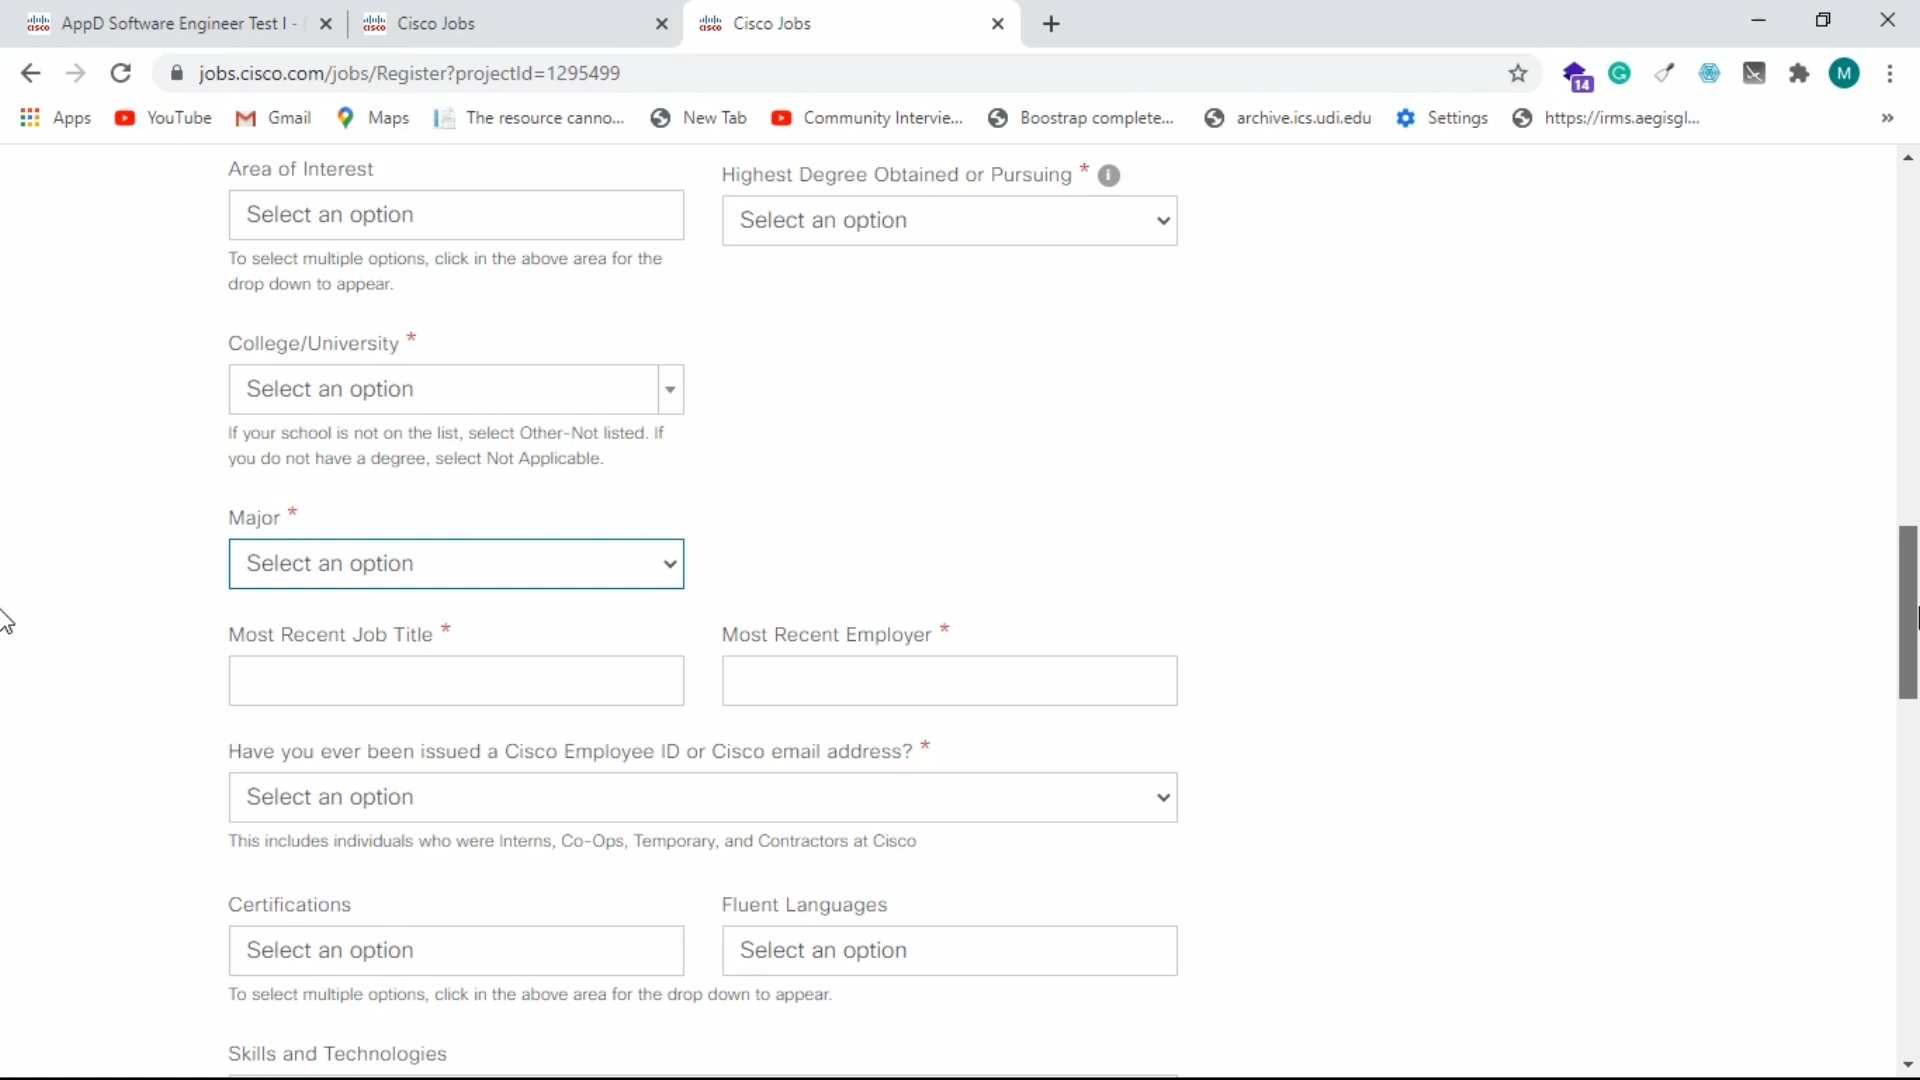 AppD Software Engineer Test I -
Cisco Jobs
Cisco Jobs
jobs.cisco.com/jobs/Register?projectId=1295499
14
M
Apps
YouTube
Gmail
Maps
The resource canno...
New Tab
Community Intervie...
Boostrap complete...
archive.ics.udi.edu
Settings
https://irms.aegisgl...
»
Area of Interest
Highest Degree Obtained or Pursuing *
i
Select an option
Select an option
To select multiple options, click in the above area for the
drop down to appear.
College/University *
Select an option
If your school is not on the list, select Other-Not listed. If
you do not have a degree, select Not Applicable.
Major *
Select an option
Most Recent Job Title *
Most Recent Employer *
Have you ever been issued a Cisco Employee ID or Cisco email address? *
Select an option
This includes individuals who were Interns, Co-Ops, Temporary, and Contractors at Cisco
Certifications
Fluent Languages
Select an option
Select an option
To select multiple options, click in the above area for the drop down to appear.
Skills and Technologies